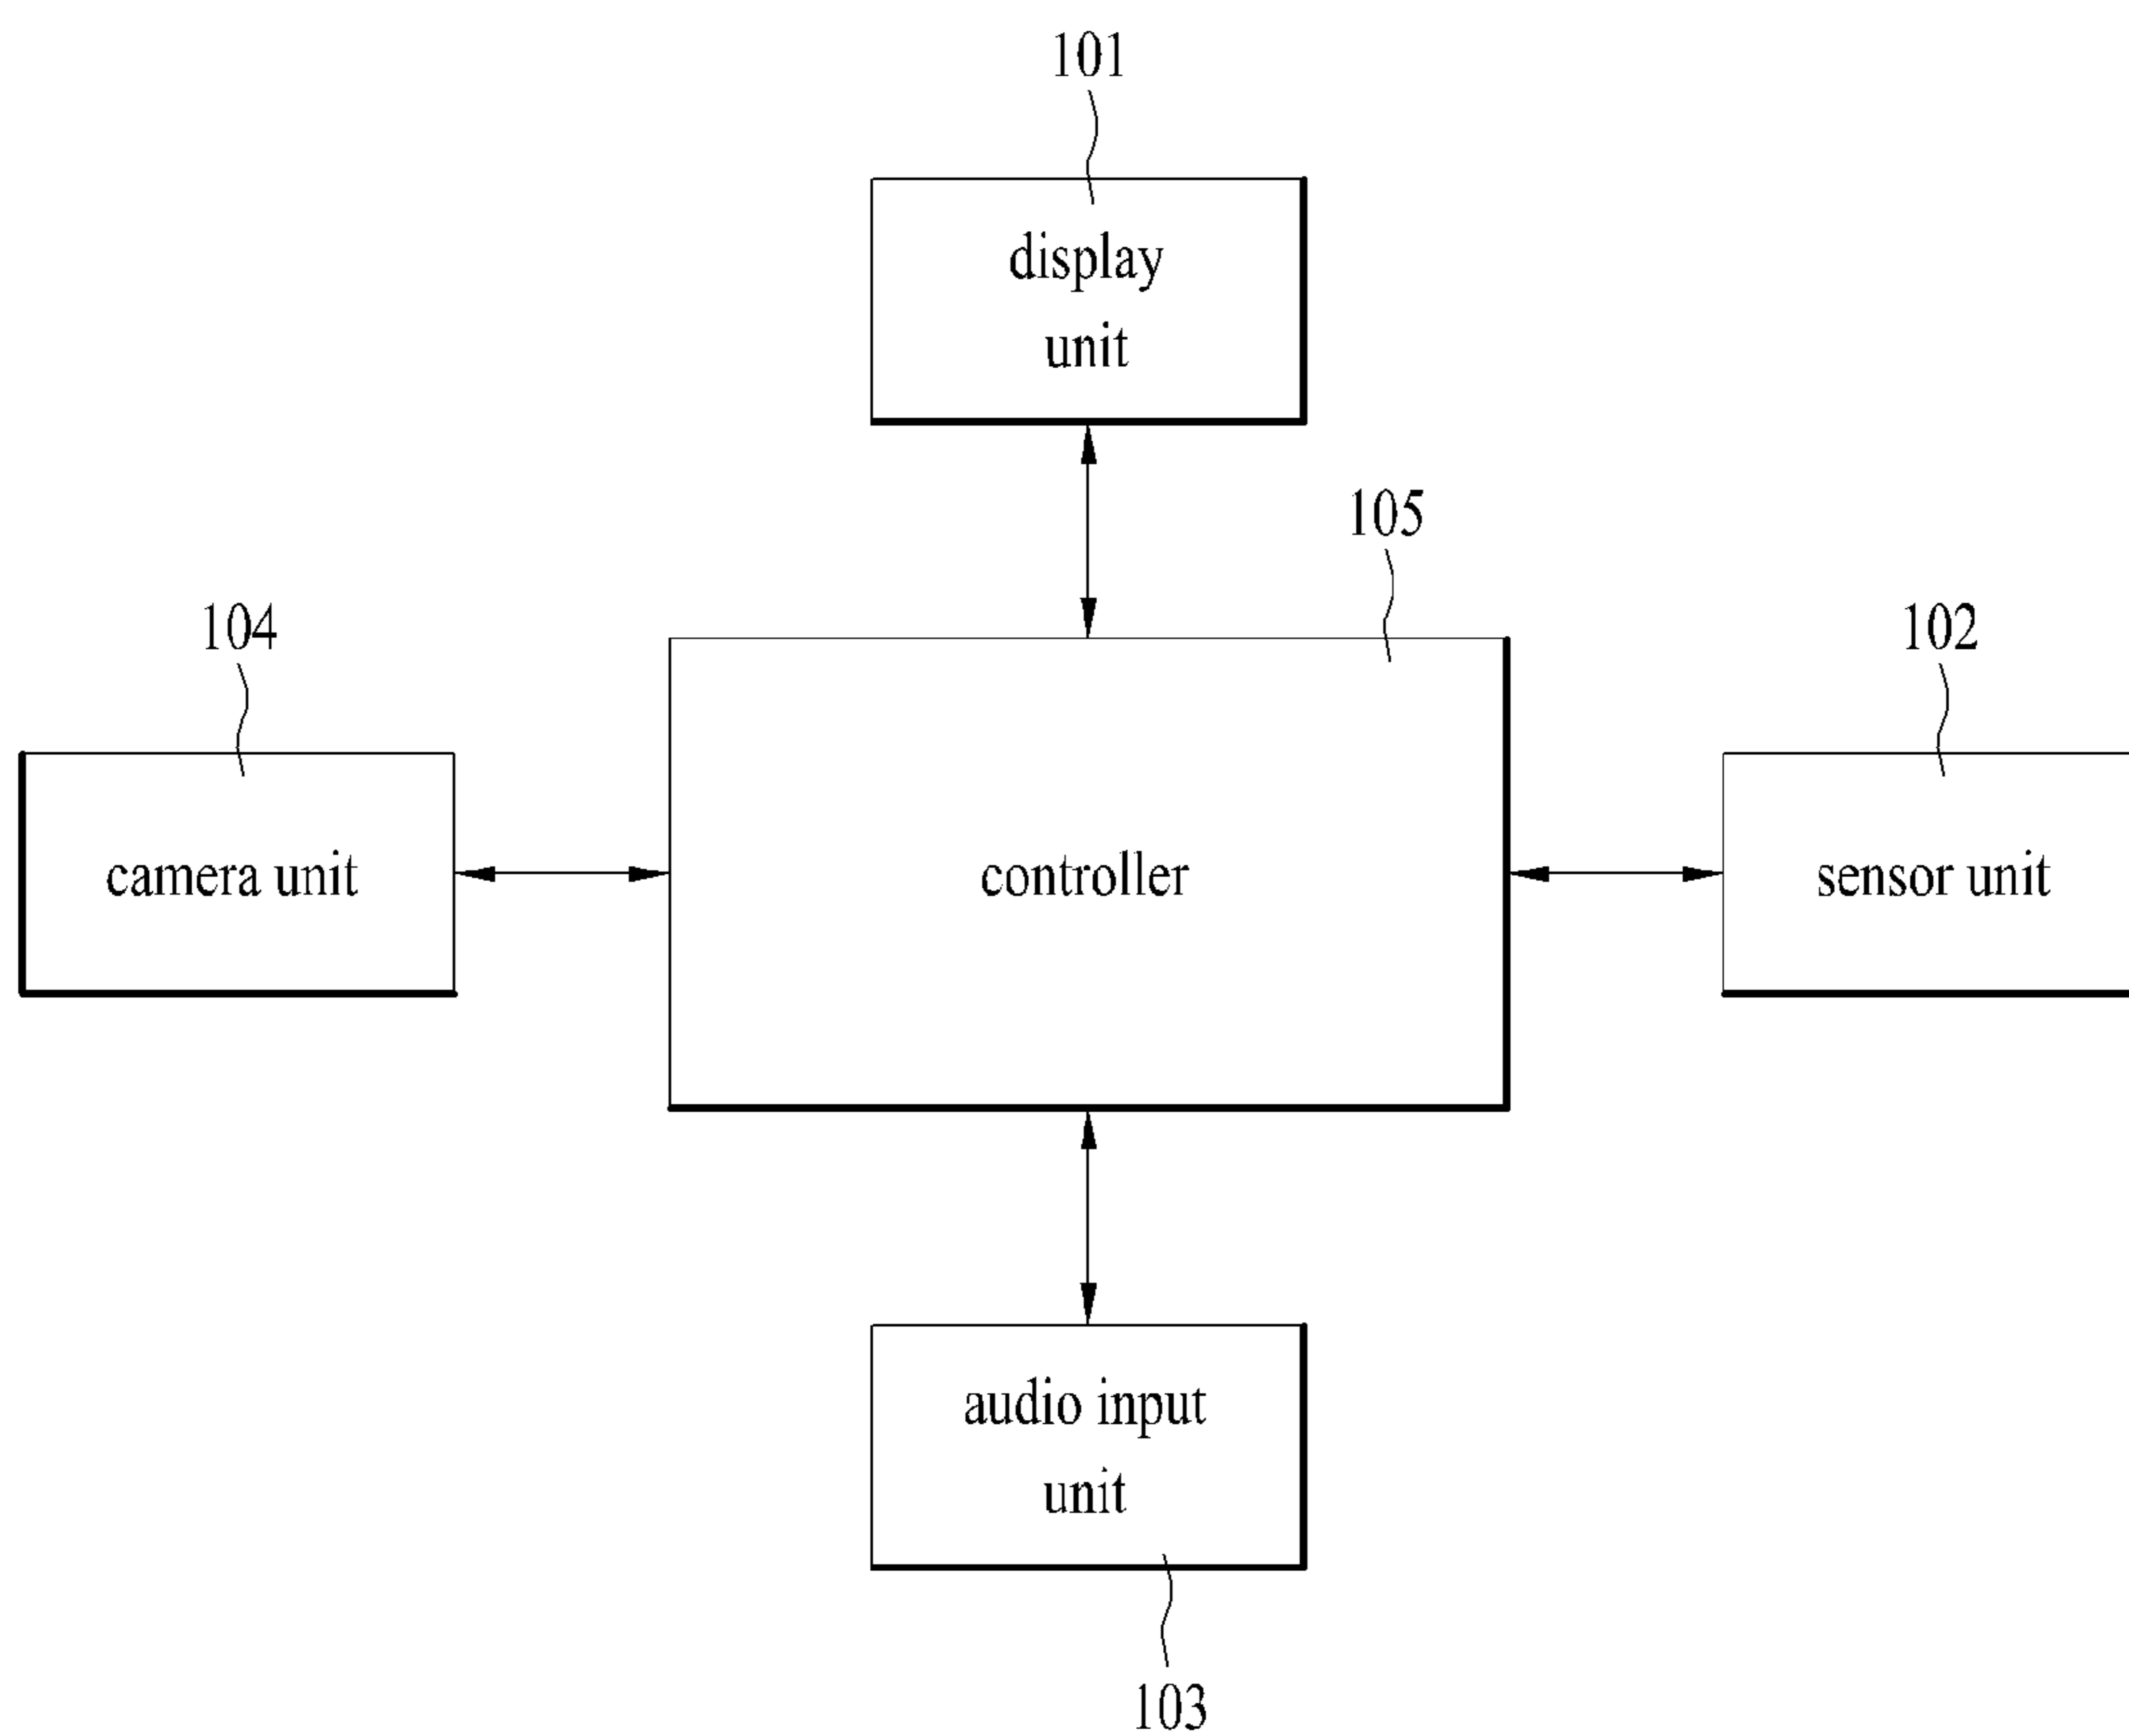 101
display
unit
105
104
102
camera unit
controller
sensor unit
audio input
unit
103